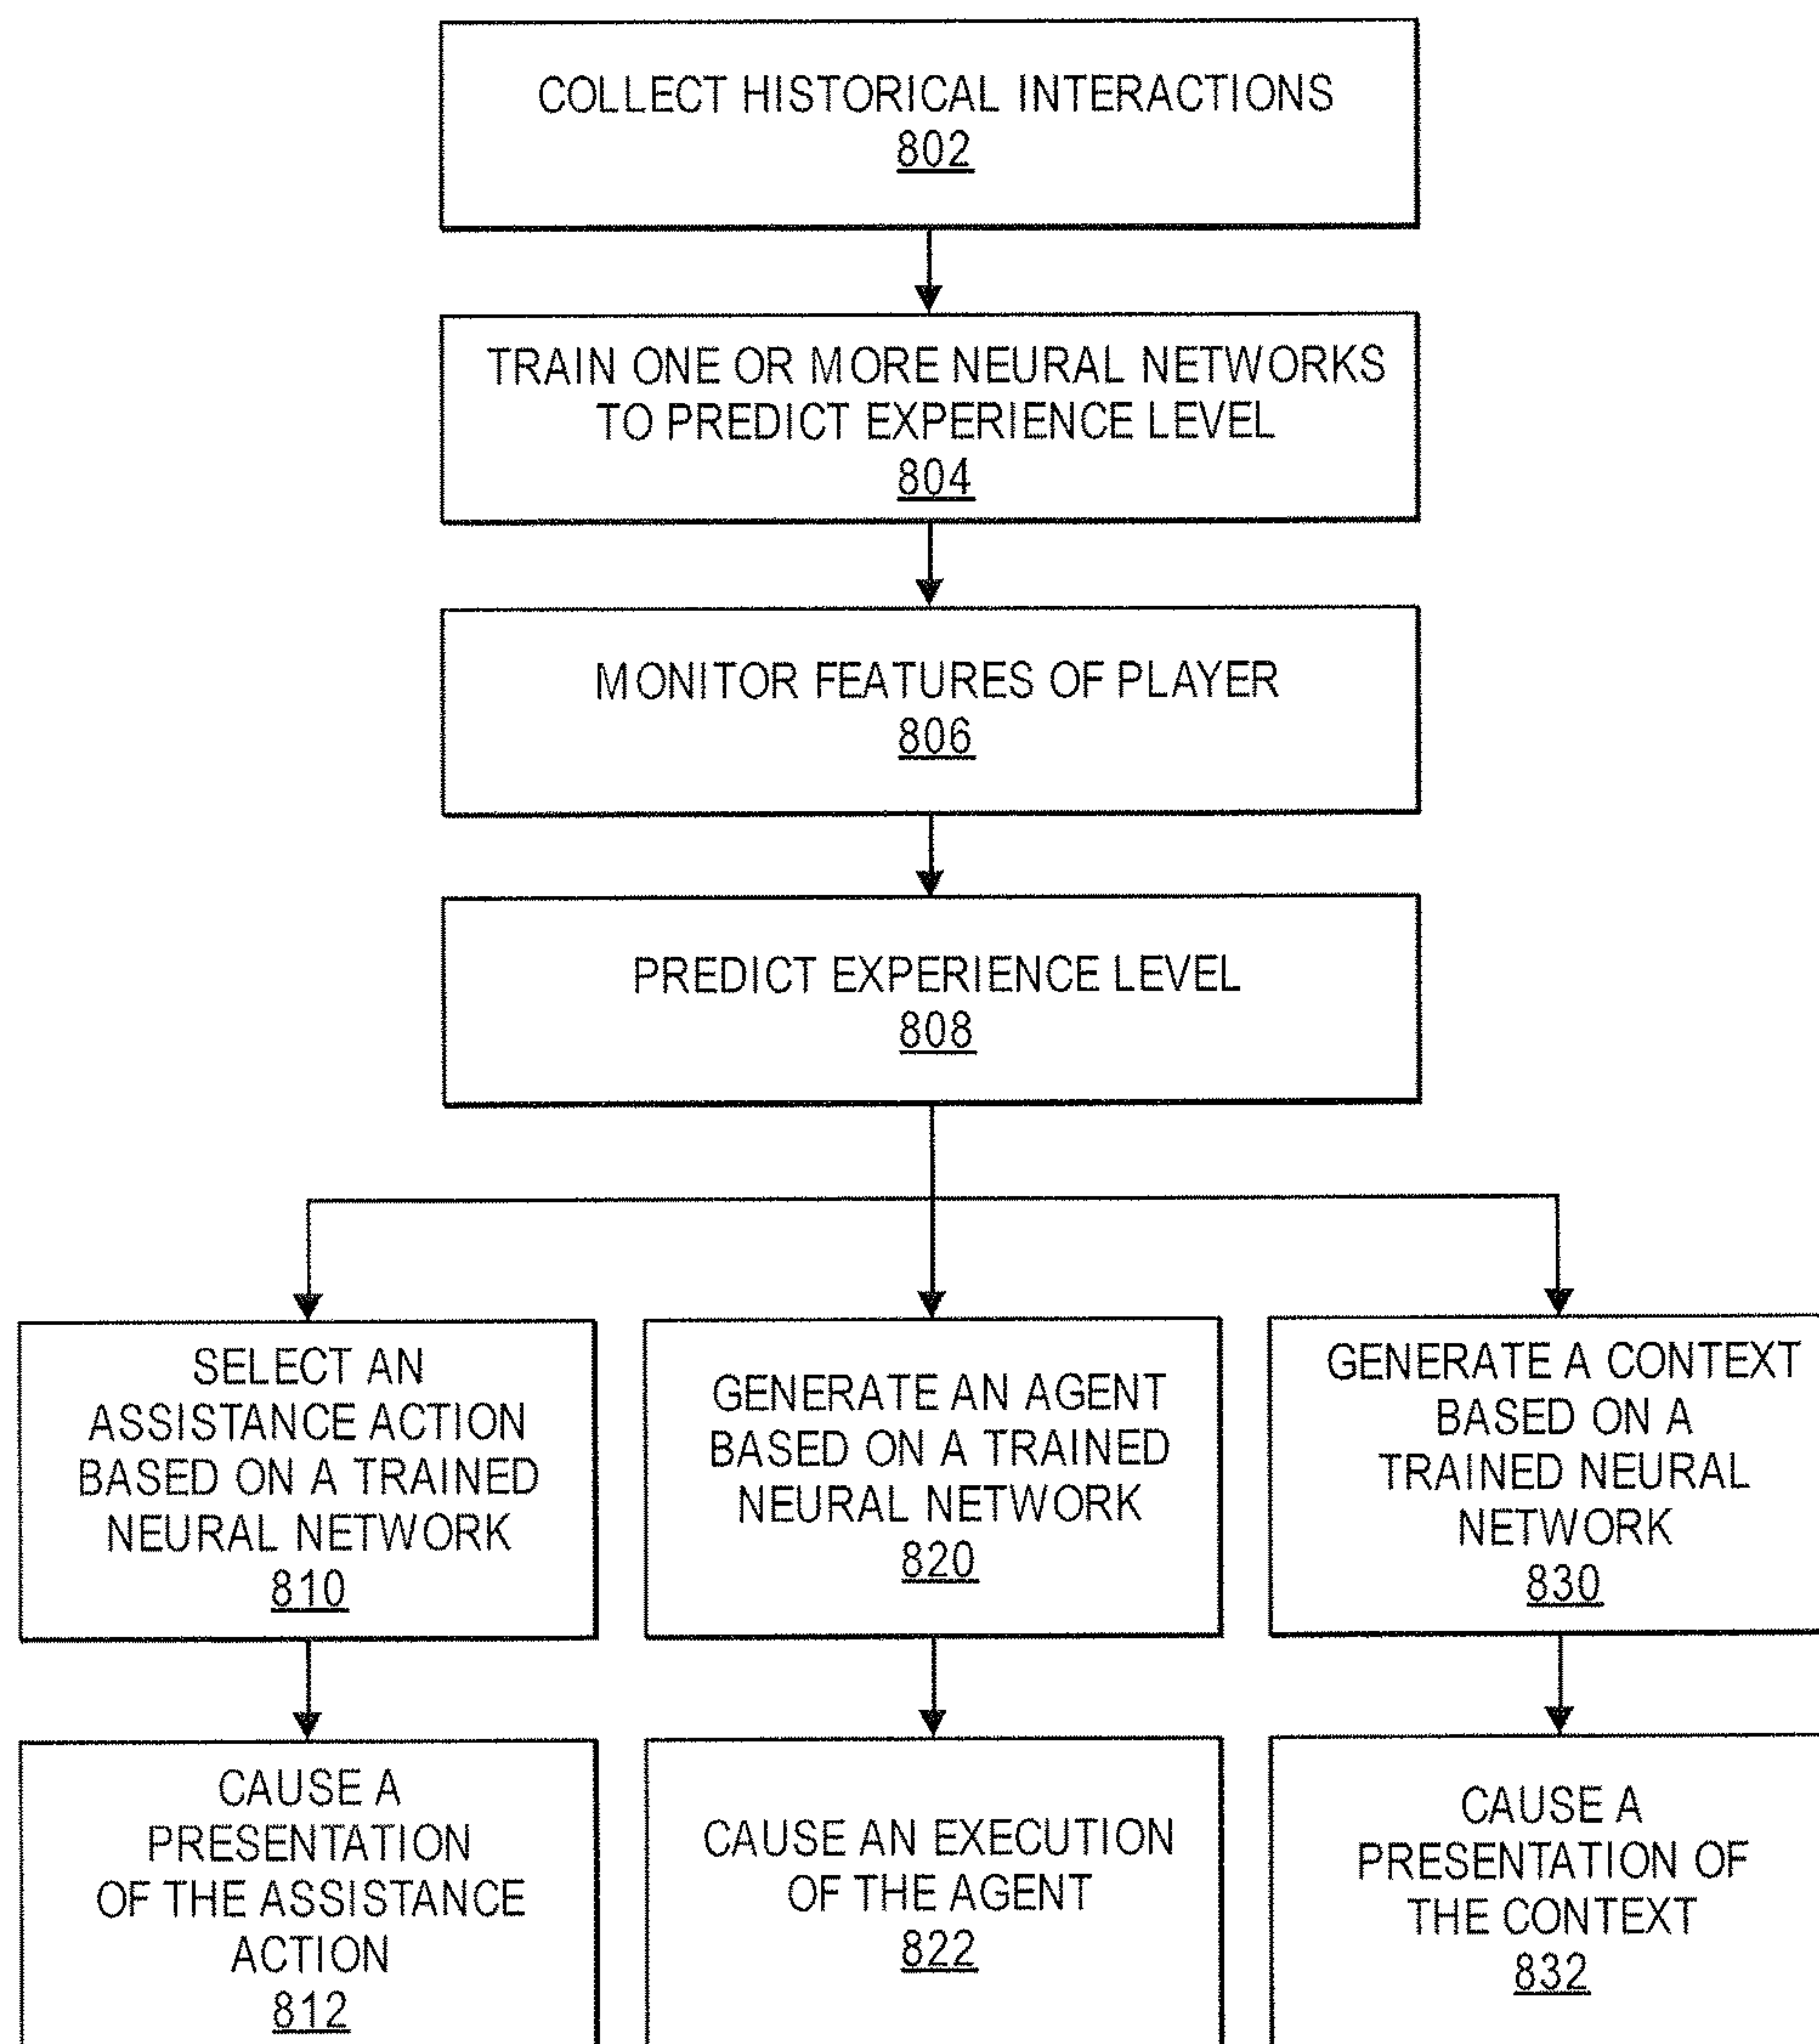 COLLECT HISTORICAL INTERACTIONS
802
TRAIN ONE OR MORE NEURAL NETWORKS
TO PREDICT EXPERIENCE LEVEL
804
MONITOR FEATURES OF PLAYER
806
PREDICT EXPERIENCE LEVEL
808
SELECT AN
ASSISTANCE ACTION
BASED ON A TRAINED
NEURAL NETWORK
810
GENERATE AN AGENT
BASED ON A TRAINED
NEURAL NETWORK
820
GENERATE A CONTEXT
BASED ON A
TRAINED NEURAL
NETWORK
830
CAUSE A
PRESENTATION
OF THE ASSISTANCE
ACTION
812
CAUSE AN EXECUTION
OF THE AGENT
822
CAUSE A
PRESENTATION OF
THE CONTEXT
832